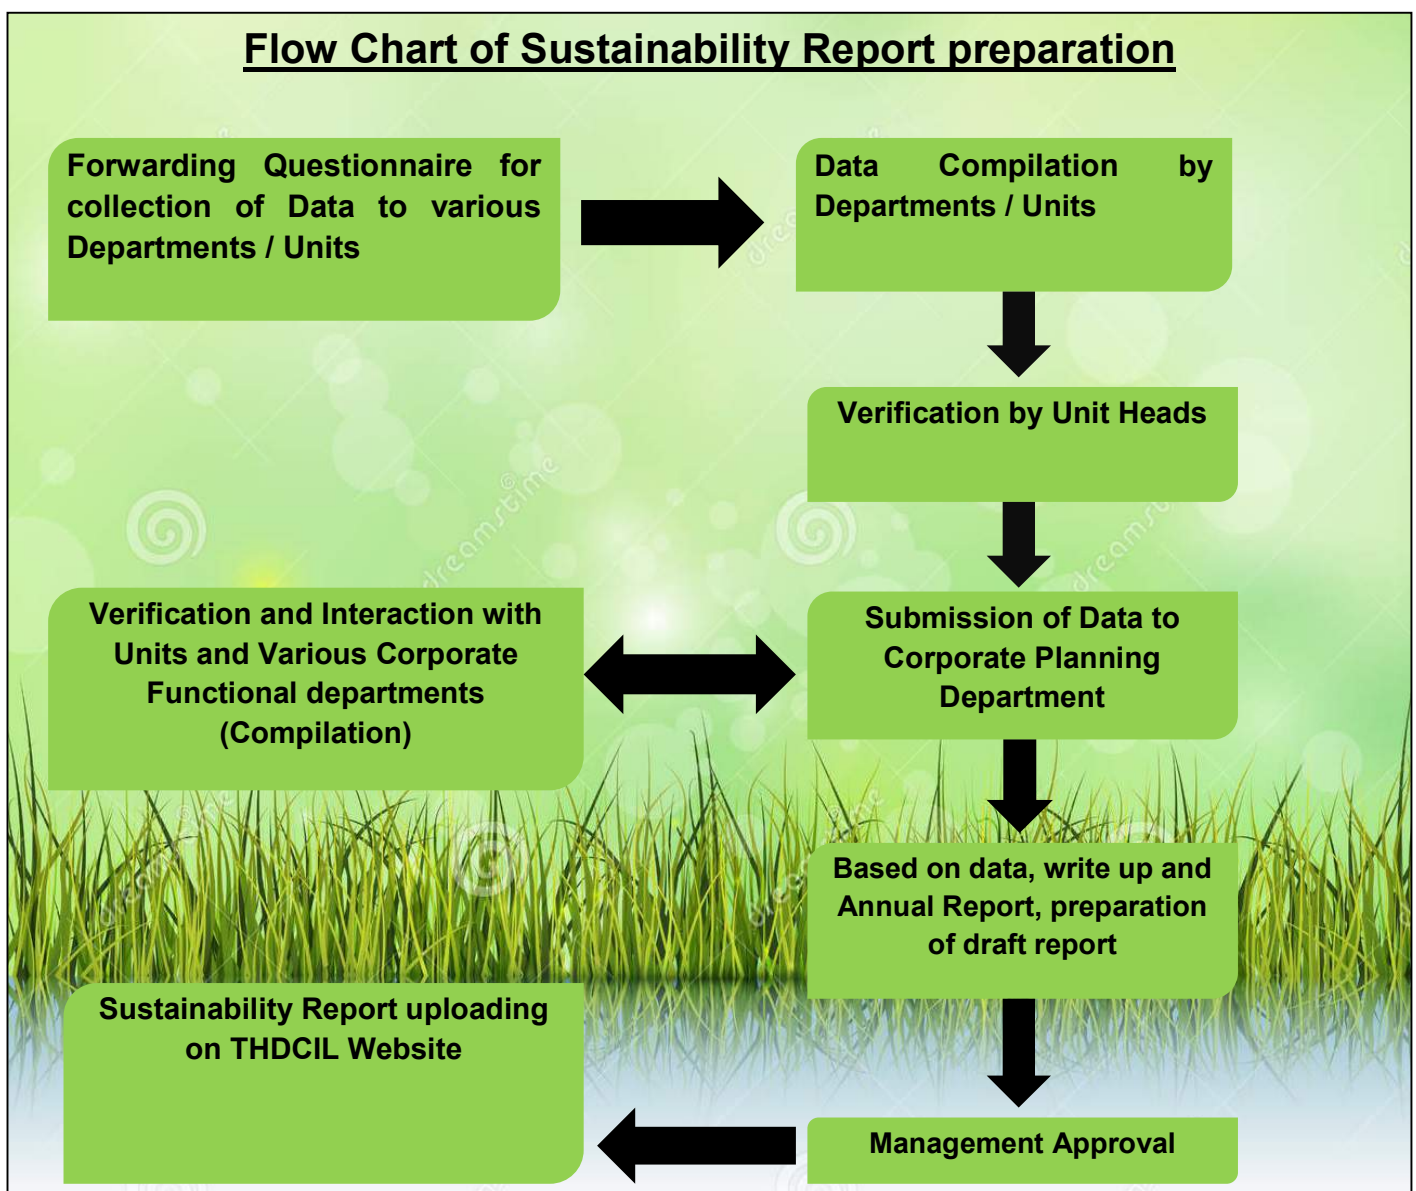 Flow Chart of Sustainability Report preparation
Forwarding Questionnaire for
collection of Data to various
Departments / Units
Data Compilation by
Departments / Units
Verification by Unit Heads
Verification and Interaction with
Units and Various Corporate
Functional departments
(Compilation)
Submission of Data to
Corporate Planning
Department
Based on data, write up and
Annual Report, preparation
of draft report
Sustainability Report uploading
on THDCIL Website
Management Approval
dreamstime
dreamstime
dreamstime